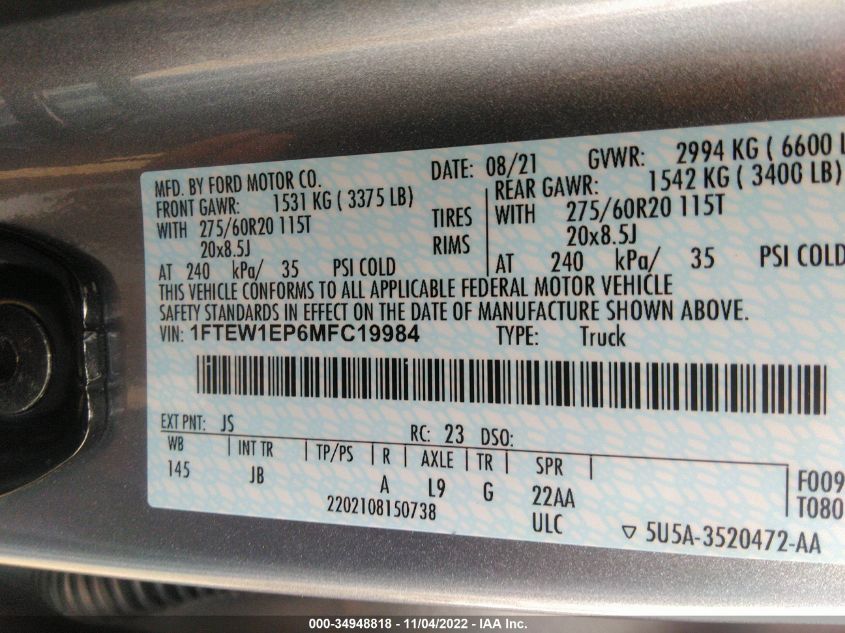 MFD. BY FORD MOTOR CO. DATE: 08/21 GVWR: 2994 KG ( 6600 L
FRONT GAWR: 1531 KG ( 3375 LB) REAR GAWR: 1542 KG ( 3400 LB)
WITH 275/60R20 115T TIRES WITH 275/60R20 115T
20x8.5J RIMS 20x8.5J
AT 240 kPa/ 35 PSI COLD AT 240 kPa/ 35 PSI COLD
THIS VEHICLE CONFORMS TO ALL APPLICABLE FEDERAL MOTOR VEHICLE
SAFETY STANDARDS IN EFFECT ON THE DATE OF MANUFACTURE SHOWN ABOVE.
VIN: 1FTEW1EP6MFC19984 TYPE: Truck
EXT PNT: JS RC: 23 DSO:
WB INT TR TP/PS R AXLE TR SPR
145 JB A L9 G 22AA F009
2202108150738 ULC T080
▽ 5U5A-3520472-AA
000-34948818 - 11/04/2022 - IAA Inc.